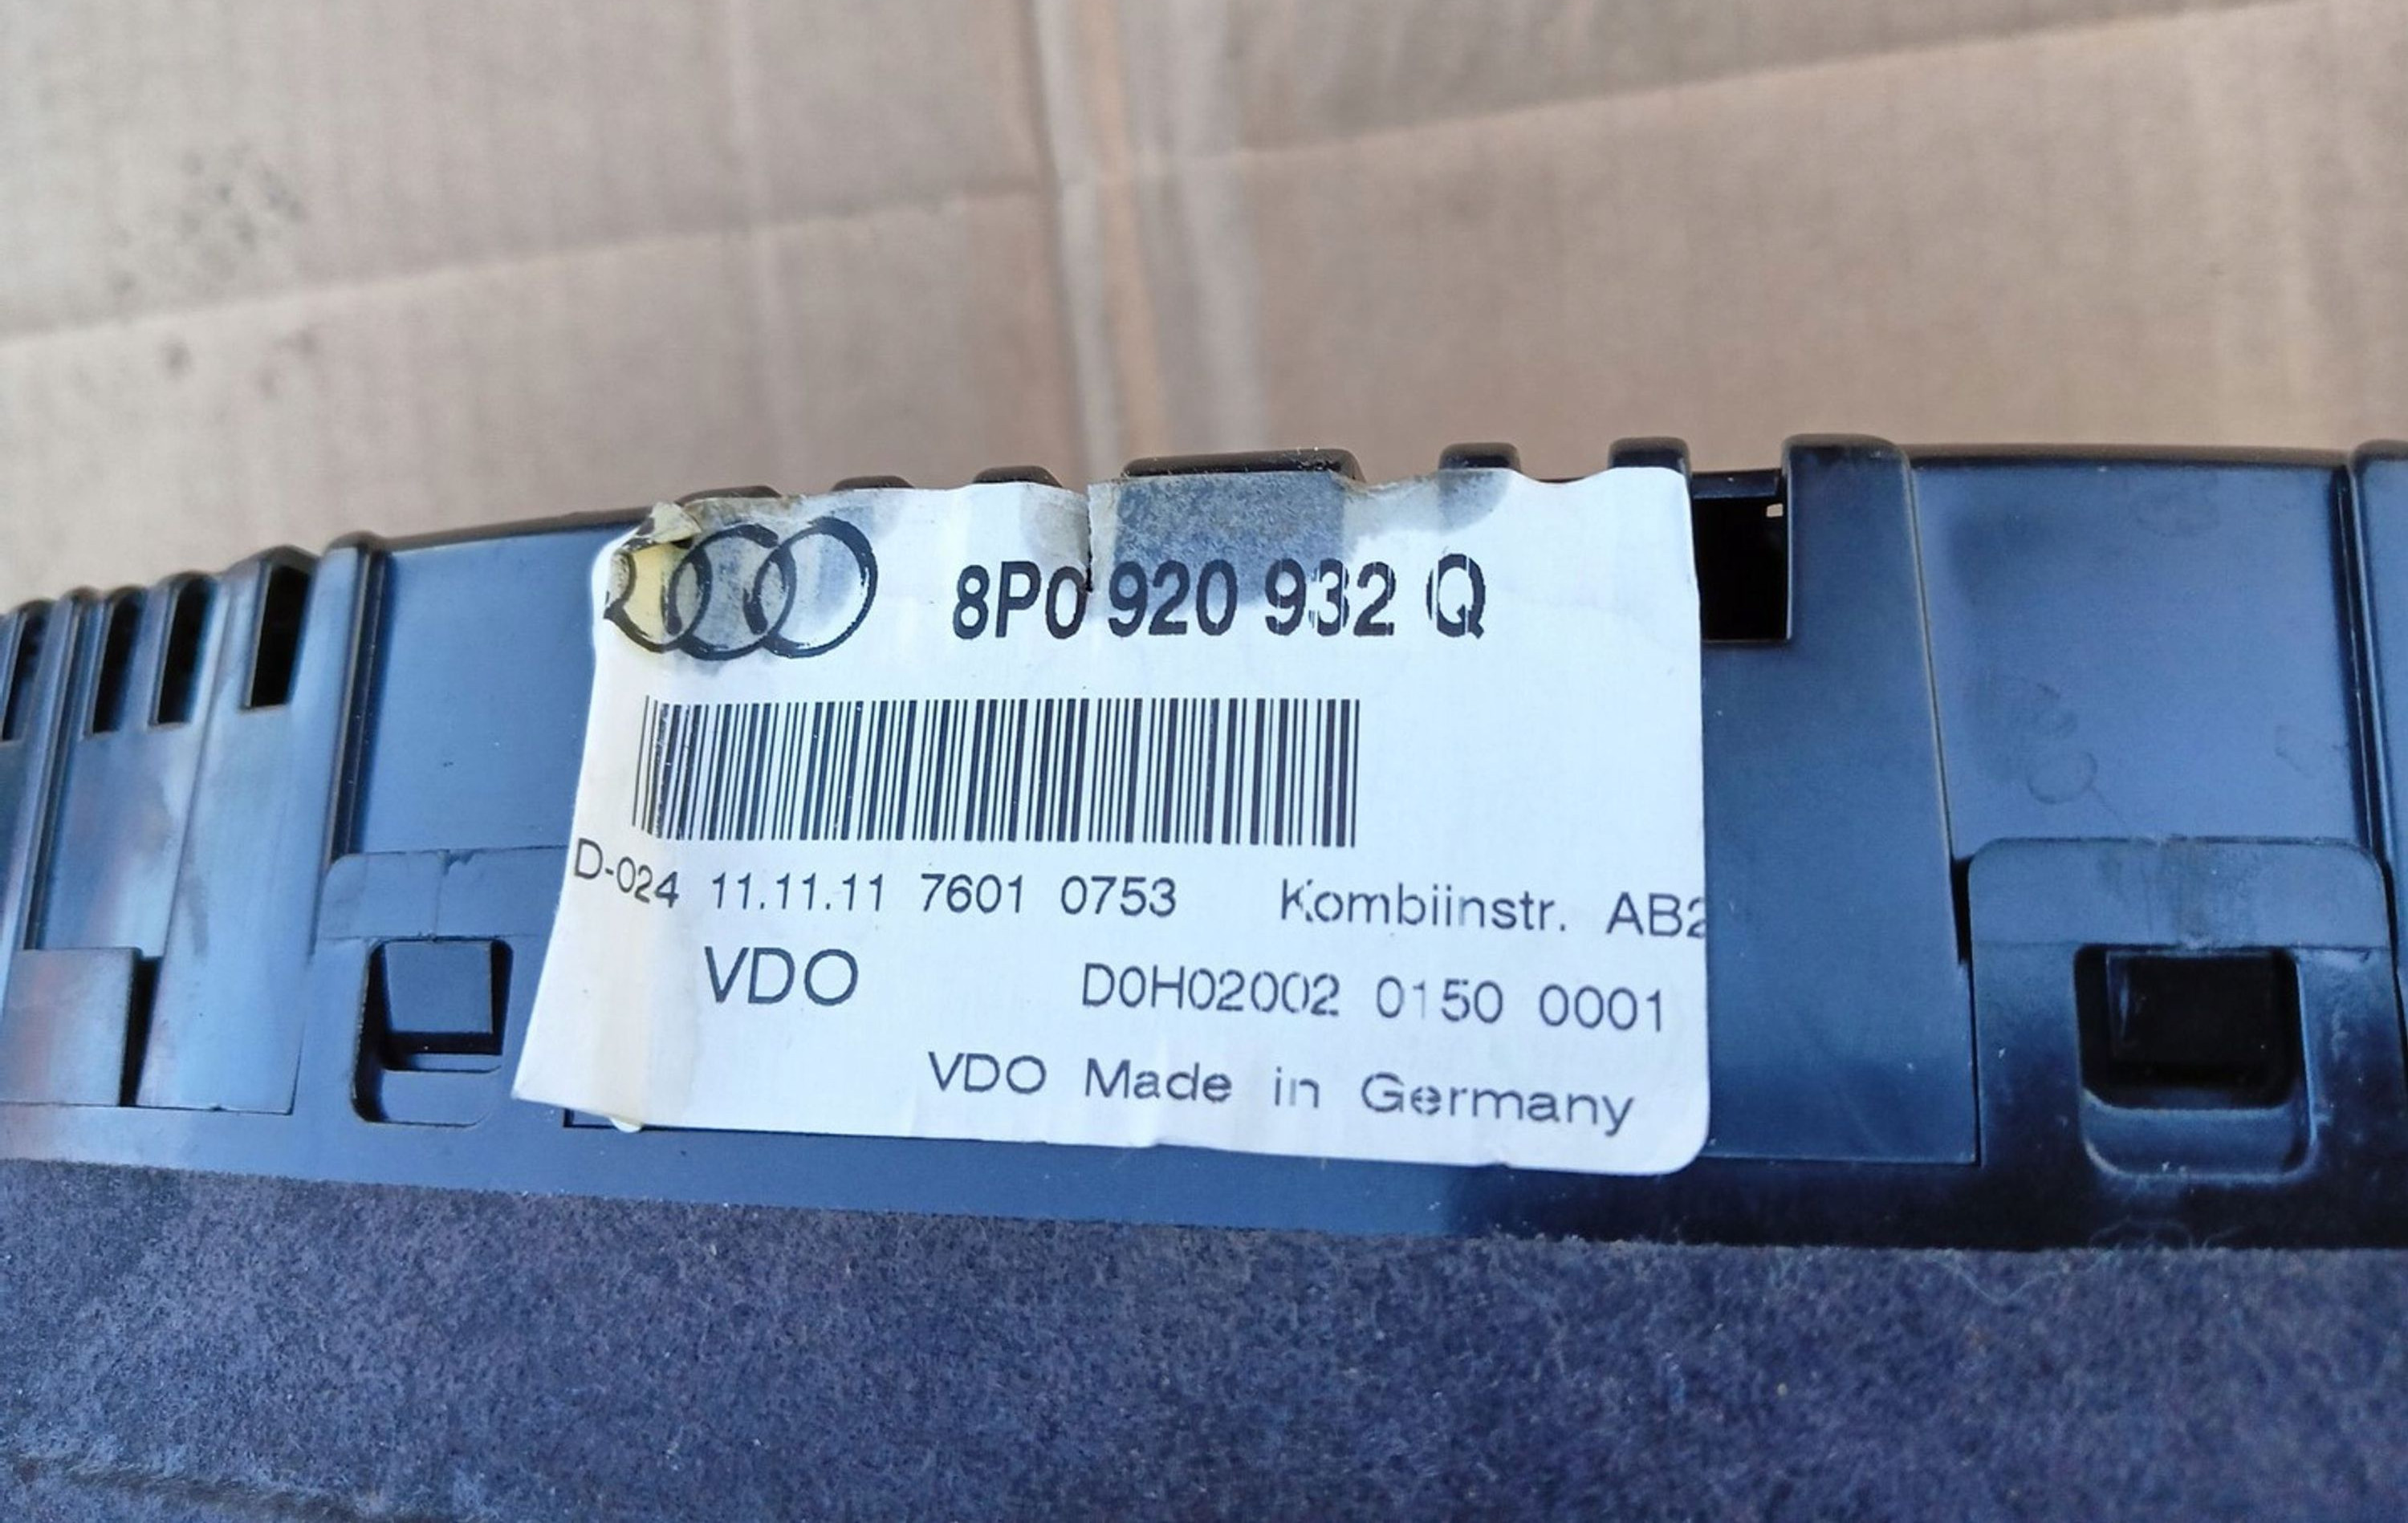 8P0 920 932 Q
D-024 11.11.11 7601 0753 Kombiinstr. AB2
VDO D0H02002 0150 0001
VDO Made in Germany